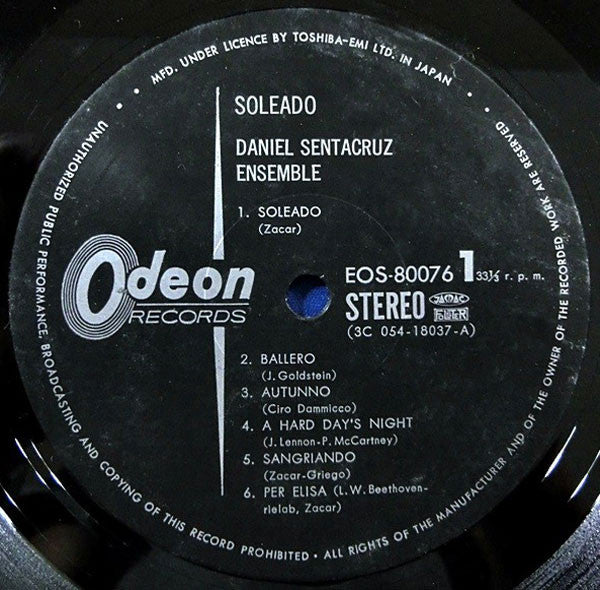 • • MFD. UNDER LICENCE BY TOSHIBA-EMI LTD. IN JAPAN • •
SOLEADO
DANIEL SENTACRUZ
ENSEMBLE
1. SOLEADO
(Zacar)
Odeon
RECORDS
EOS-80076 1 33⅓ r. p. m.
STEREO
(3C 054-18037-A)
2. BALLERO
(J. Goldstein)
3. AUTUNNO
(Ciro Dammicco)
4. A HARD DAY'S NIGHT
(J. Lennon-P. McCartney)
5. SANGRIANDO
(Zacar-Griego)
6. PER ELISA (L. W. Beethoven-
rielab, Zacar)
UNAUTHORIZED PUBLIC PERFORMANCE, BROADCASTING AND COPYING OF THIS RECORD PROHIBITED • ALL RIGHTS OF THE MANUFACTURER AND OF THE OWNER OF THE RECORDED WORK ARE RESERVED